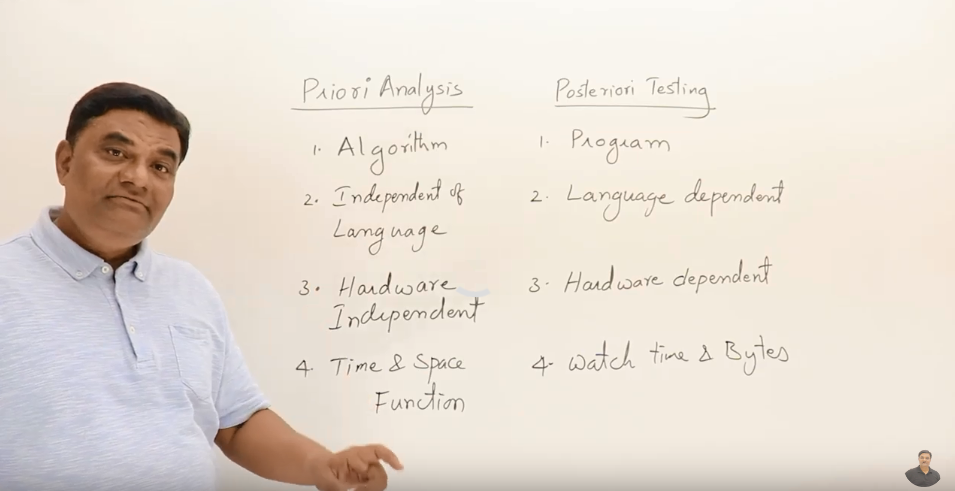 Priori Analysis
1. Algorithm
2. Independent of
Language
3. Hardware
Independent
4. Time & Space
Function
Posteriori Testing
1. Program
2. Language dependent
3. Hardware dependent
4. Watch time & Bytes